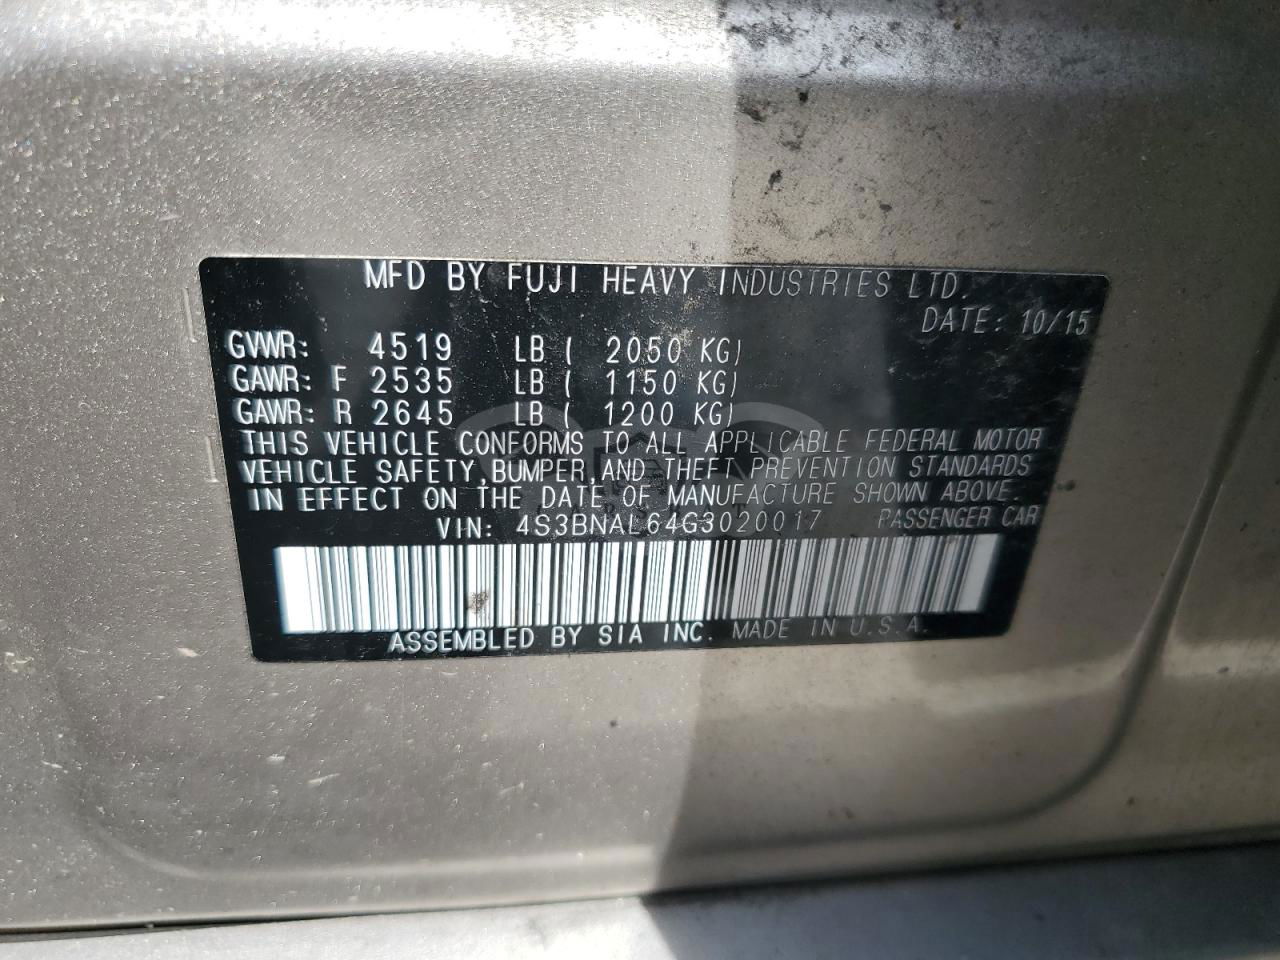 MFD BY FUJI HEAVY INDUSTRIES LTD.
DATE: 10/15
GVWR: 4519 LB ( 2050 KG)
GAWR: F 2535 LB ( 1150 KG)
GAWR: R 2645 LB ( 1200 KG)
THIS VEHICLE CONFORMS TO ALL APPLICABLE FEDERAL MOTOR
VEHICLE SAFETY, BUMPER, AND THEFT PREVENTION STANDARDS
IN EFFECT ON THE DATE OF MANUFACTURE SHOWN ABOVE.
VIN: 4S3BNAL64G3020017 PASSENGER CAR
ASSEMBLED BY SIA INC. MADE IN U.S.A.